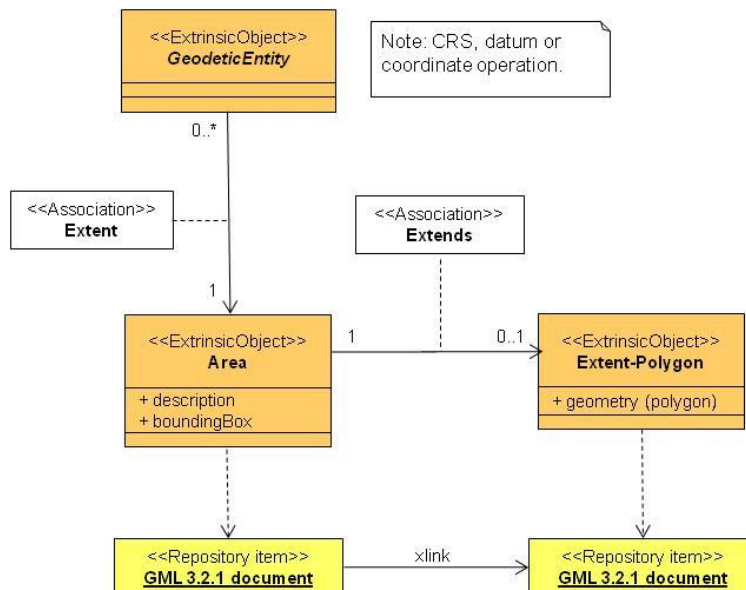 <<ExtrinsicObject>>
GeodeticEntity
Note: CRS, datum or
coordinate operation.
0..*
<<Association>>
Extent
<<Association>>
Extends
1
<<ExtrinsicObject>>
Area
+ description
+ boundingBox
1
0..1
<<ExtrinsicObject>>
Extent-Polygon
+ geometry (polygon)
<<Repository item>>
GML 3.2.1 document
xlink
<<Repository item>>
GML 3.2.1 document